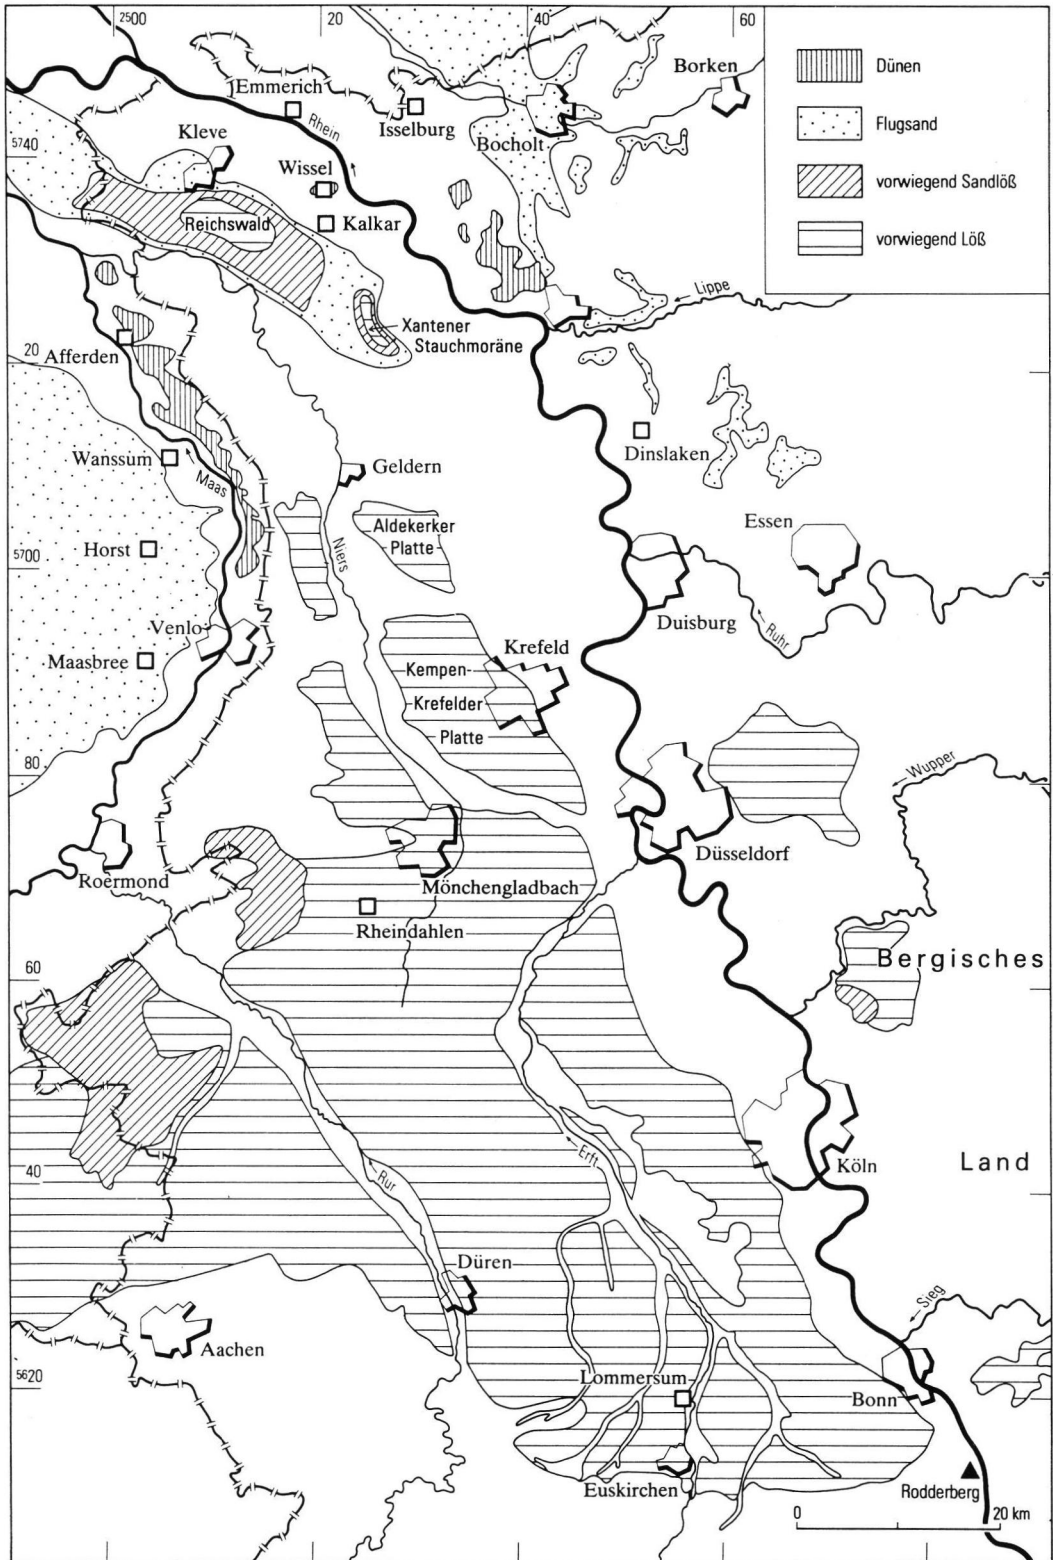 2500
20
40
60
Dünen
Flugsand
vorwiegend Sandlöß
vorwiegend Löß
Borken
Emmerich
Rhein
Isselburg
Bocholt
Kleve
5740
Wissel
Reichswald
Kalkar
Lippe
Xantener
Stauchmoräne
20
Afferden
Dinslaken
Wanssum
Maas
Geldern
Aldekerker
Platte
Essen
Horst
5700
Niers
Duisburg
Ruhr
Venlo
Maasbree
Krefeld
Kempen-
Krefelder
Platte
80
Wupper
Düsseldorf
Roermond
Mönchengladbach
Rheindahlen
60
Bergisches
Land
Erft
Köln
40
Rur
Düren
Sieg
Aachen
5620
Lommersum
Bonn
Euskirchen
Rodderberg
0
20 km